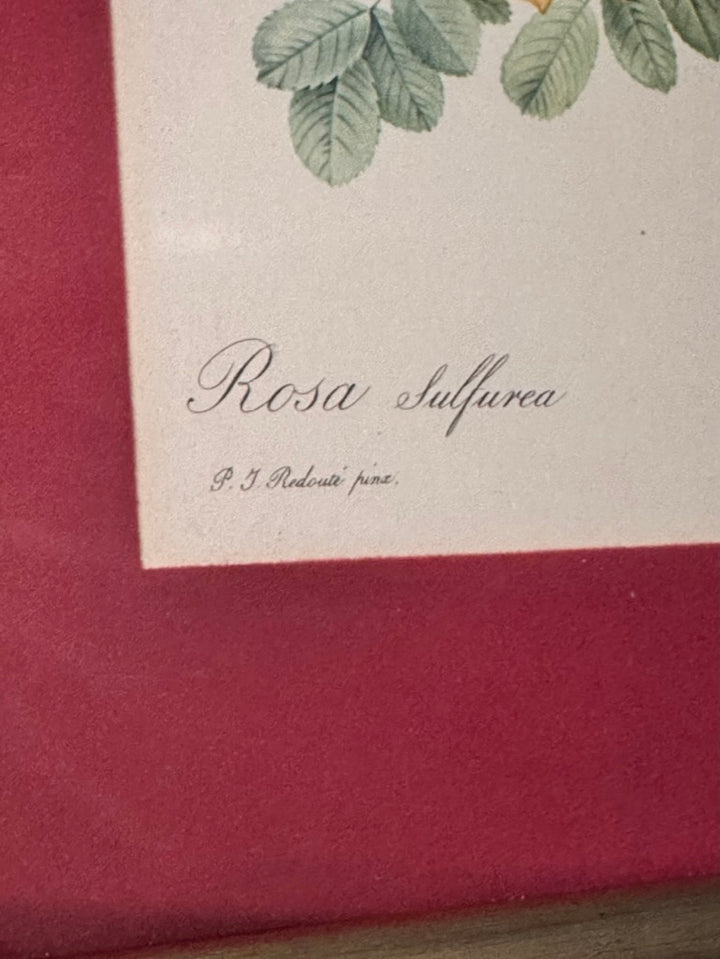 Rosa Sulfurea
P. J. Redouté pinx.